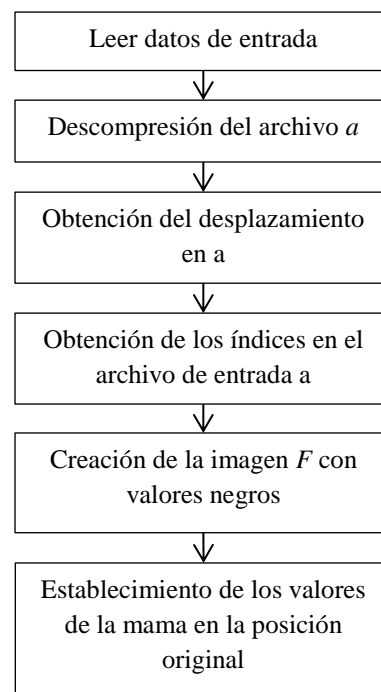 Leer datos de entrada
Descompresión del archivo a
Obtención del desplazamiento
en a
Obtención de los índices en el
archivo de entrada a
Creación de la imagen F con
valores negros
Establecimiento de los valores
de la mama en la posición
original